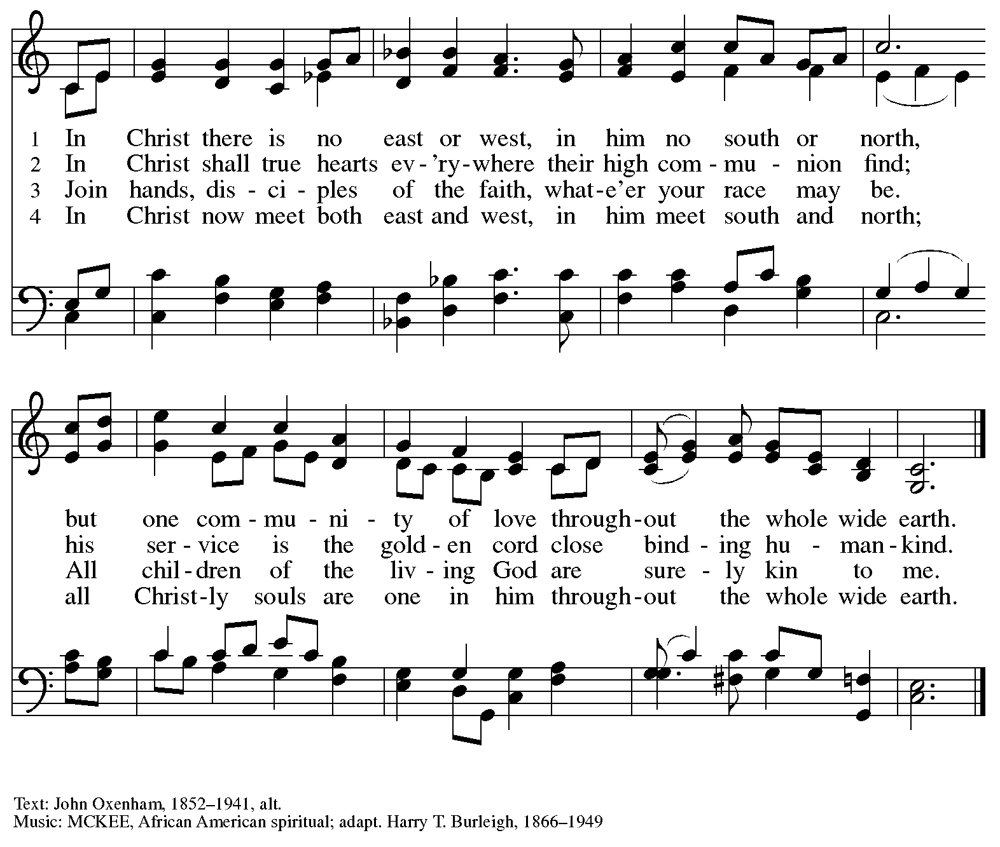 1 In Christ there is no east or west, in him no south or north,
2 In Christ shall true hearts ev - 'ry - where their high com - mu - nion find;
3 Join hands, dis - ci - ples of the faith, what - e'er your race may be.
4 In Christ now meet both east and west, in him meet south and north;
but one com - mu - ni - ty of love through - out the whole wide earth.
his ser - vice is the gold - en cord close bind - ing hu - man - kind.
All chil - dren of the liv - ing God are sure - ly kin to me.
all Christ - ly souls are one in him through - out the whole wide earth.
Text: John Oxenham, 1852–1941, alt.
Music: MCKEE, African American spiritual; adapt. Harry T. Burleigh, 1866–1949